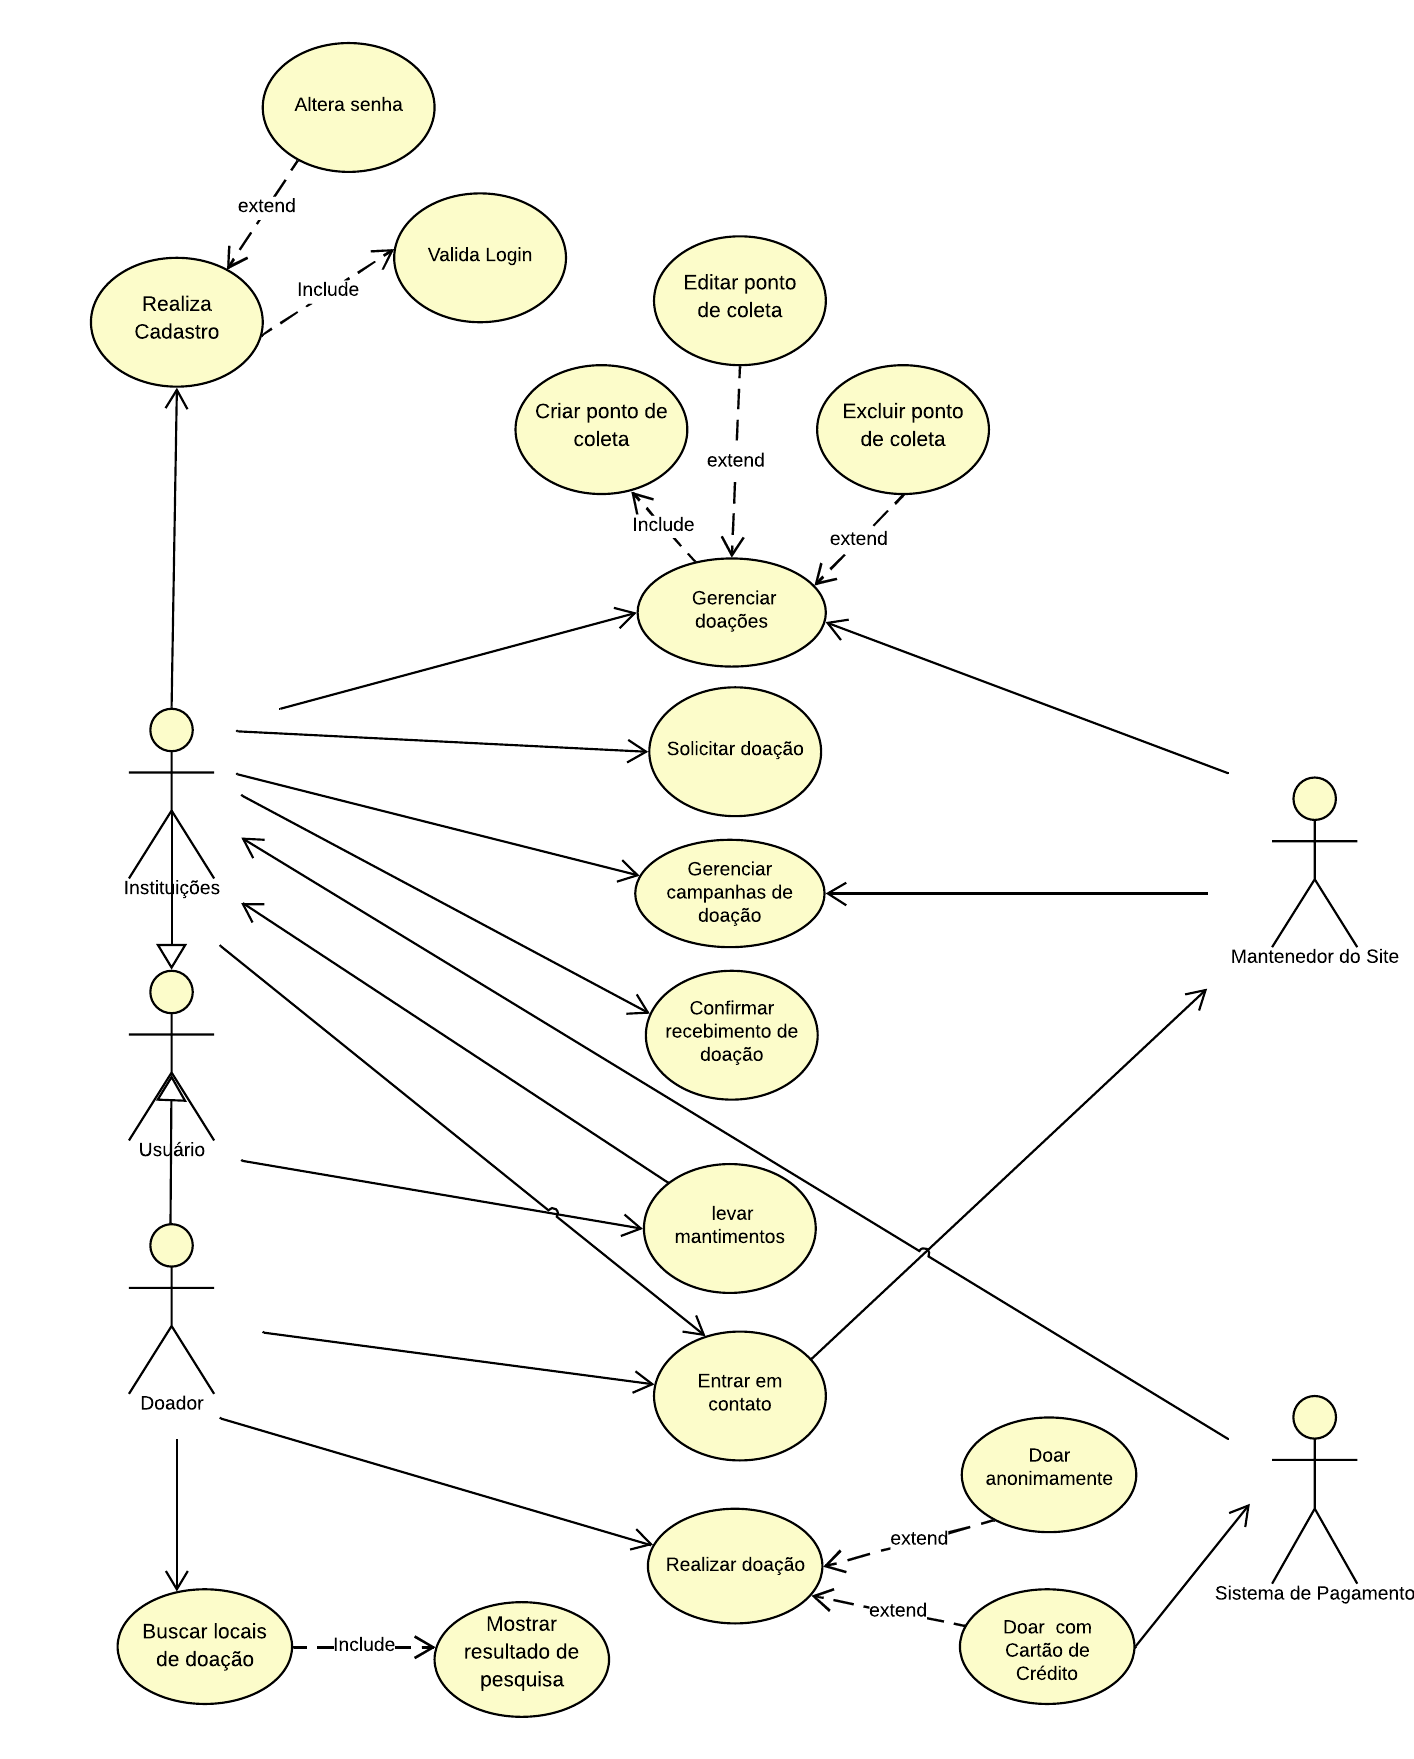 Altera senha
extend
Valida Login
Include
Realiza
Cadastro
Editar ponto
de coleta
Criar ponto de
coleta
Excluir ponto
de coleta
extend
Include
extend
Gerenciar
doações
Solicitar doação
Gerenciar
campanhas de
doação
Instituições
Mantenedor do Site
Confirmar
recebimento de
doação
Usuário
levar
mantimentos
Entrar em
contato
Doador
Doar
anonimamente
extend
Realizar doação
extend
Sistema de Pagamento
Doar  com
Cartão de
Crédito
Buscar locais
de doação
Include
Mostrar
resultado de
pesquisa